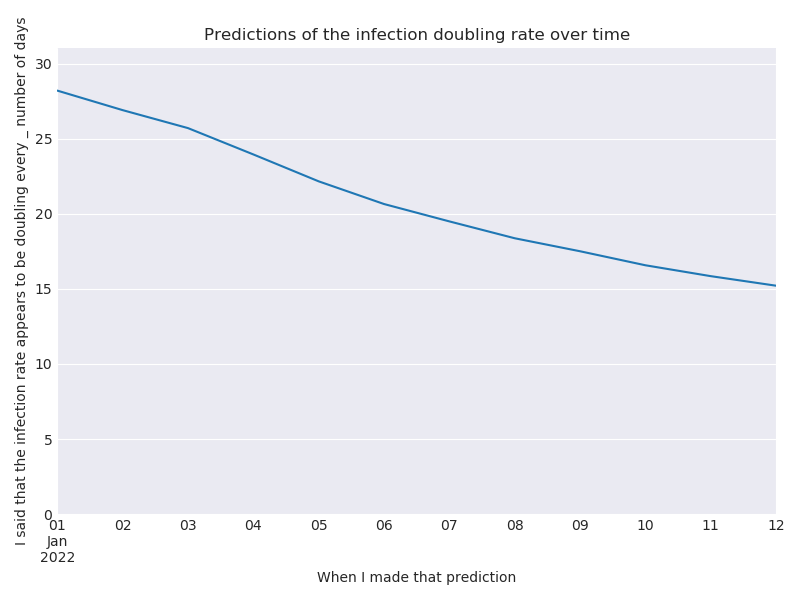 Predictions of the infection doubling rate over time
I said that the infection rate appears to be doubling every _ number of days
30
25
20
15
10
5
0
01 02 03 04 05 06 07 08 09 10 11 12
Jan
2022
When I made that prediction